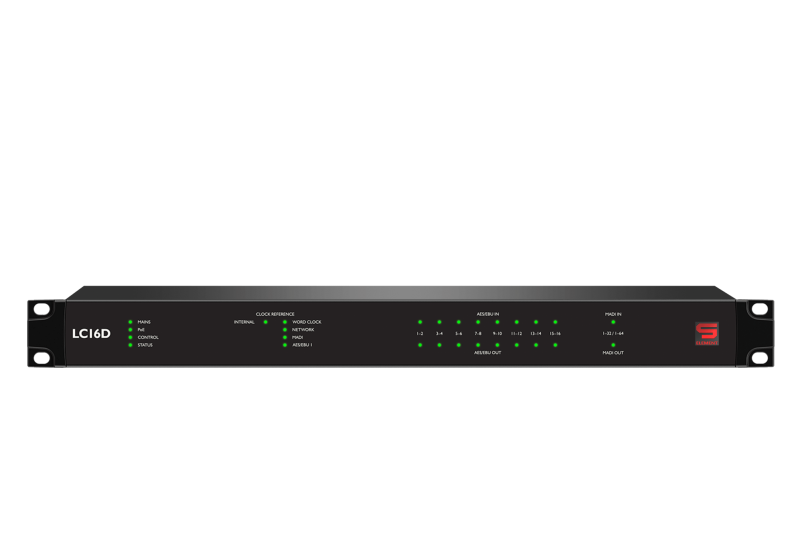 LC16D
MAINS
PoE
CONTROL
STATUS
CLOCK REFERENCE
INTERNAL
WORD CLOCK
NETWORK
MADI
AES/EBU 1
AES/EBU IN
1–2 3–4 5–6 7–8 9–10 11–12 13–14 15–16
AES/EBU OUT
MADI IN
1–32 / 1–64
MADI OUT